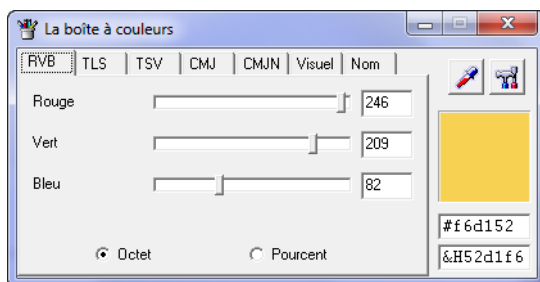 La boîte à couleurs
RVB TLS TSV CMJ CMJN Visuel Nom
Rouge 246
Vert 209
Bleu 82
#f6d152
Octet Pourcent &H52d1f6